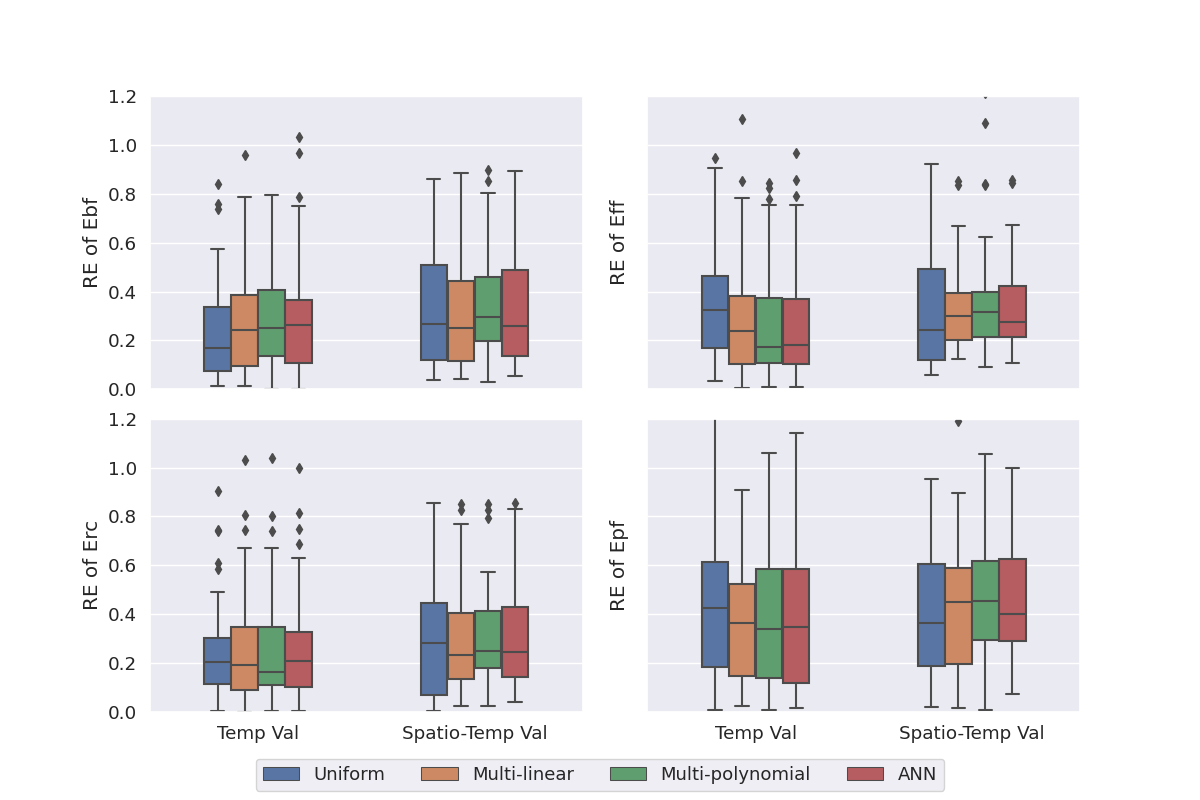 1.2
1.0
0.8
0.6
0.4
0.2
0.0
RE of Ebf
RE of Eff
1.2
1.0
0.8
0.6
0.4
0.2
0.0
RE of Erc
RE of Epf
Temp Val Spatio-Temp Val
Temp Val Spatio-Temp Val
Uniform Multi-linear Multi-polynomial ANN